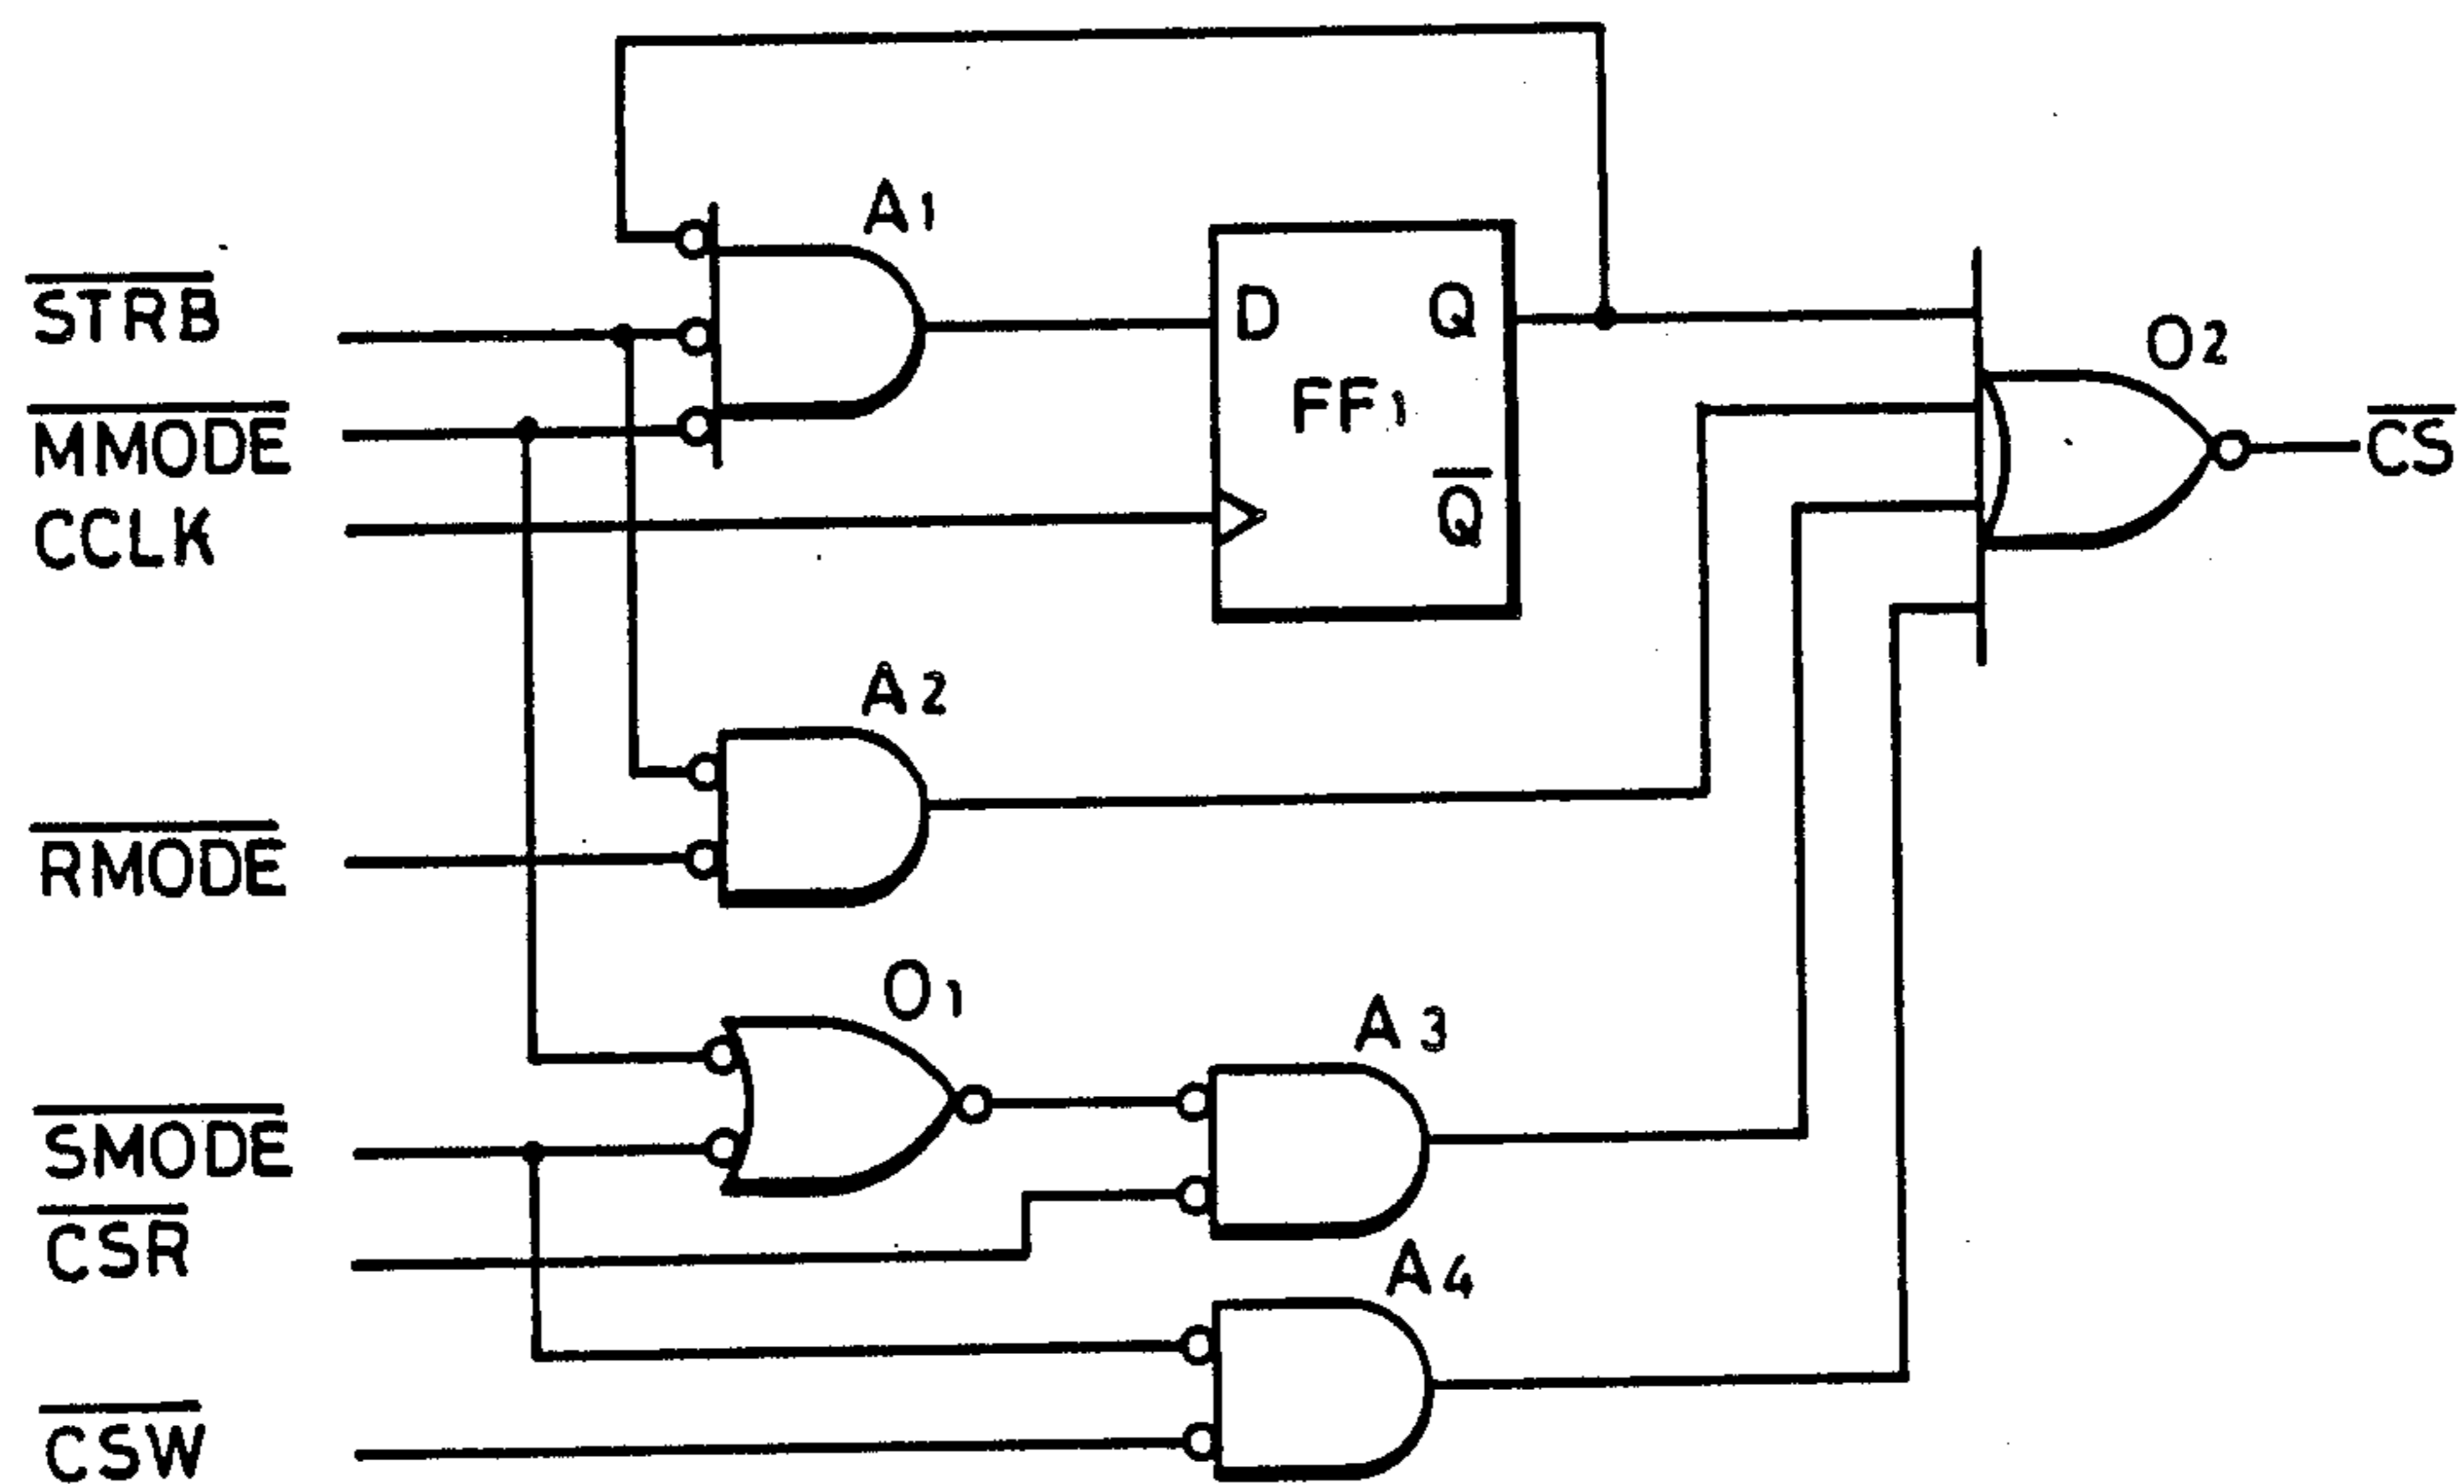 A1
STRB
MMODE
CCLK
D
Q
FF1
Q
O2
CS
A2
RMODE
O1
A3
SMODE
CSR
A4
CSW